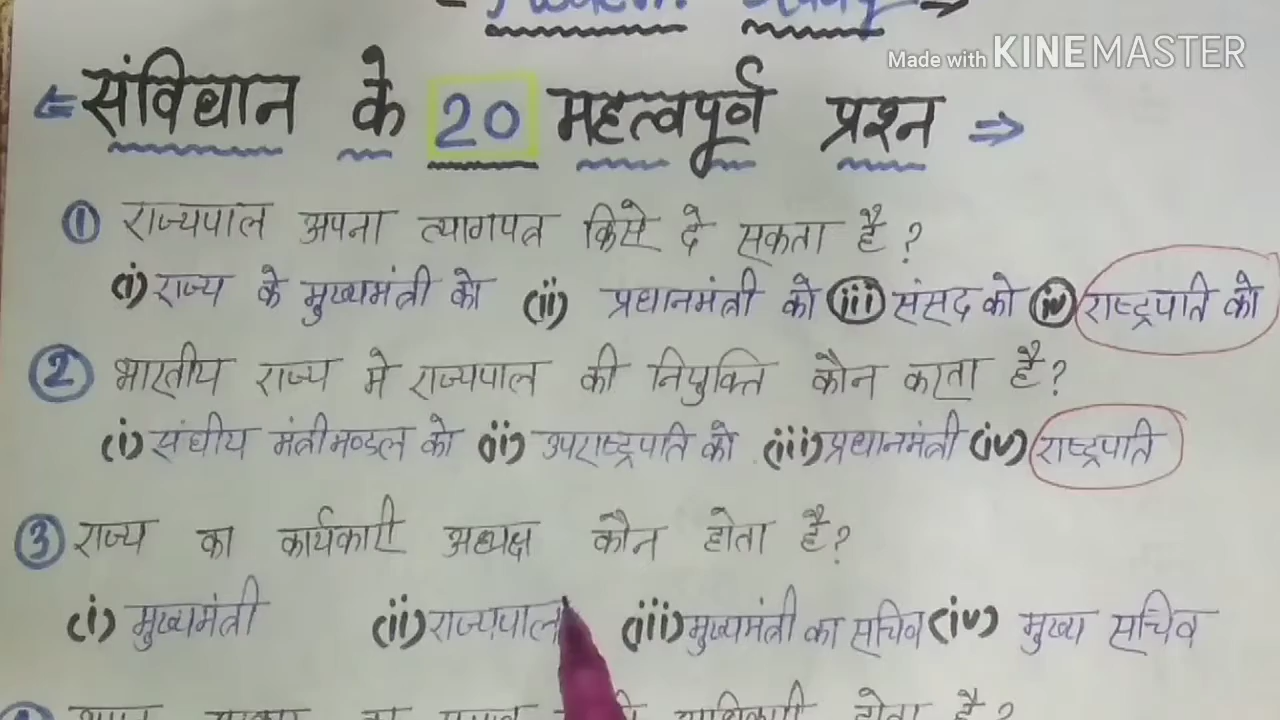 Made with KINEMASTER
संविधान के 20 महत्वपूर्ण प्रश्न
① राज्यपाल अपना त्यागपत्र किसे दे सकता है ?
(i) राज्य के मुख्यमंत्री को (ii) प्रधानमंत्री को (iii) संसद को (iv) राष्ट्रपति को
② भारतीय राज्य मे राज्यपाल की नियुक्ति कौन करता है ?
(i) संघीय मंत्रीमण्डल को (ii) उपराष्ट्रपति को (iii) प्रधानमंत्री (iv) राष्ट्रपति
③ राज्य का कार्यकारी अध्यक्ष कौन होता है ?
(i) मुख्यमंत्री (ii) राज्यपाल (iii) मुख्यमंत्री का सचिव (iv) मुख्य सचिव
होता है ?